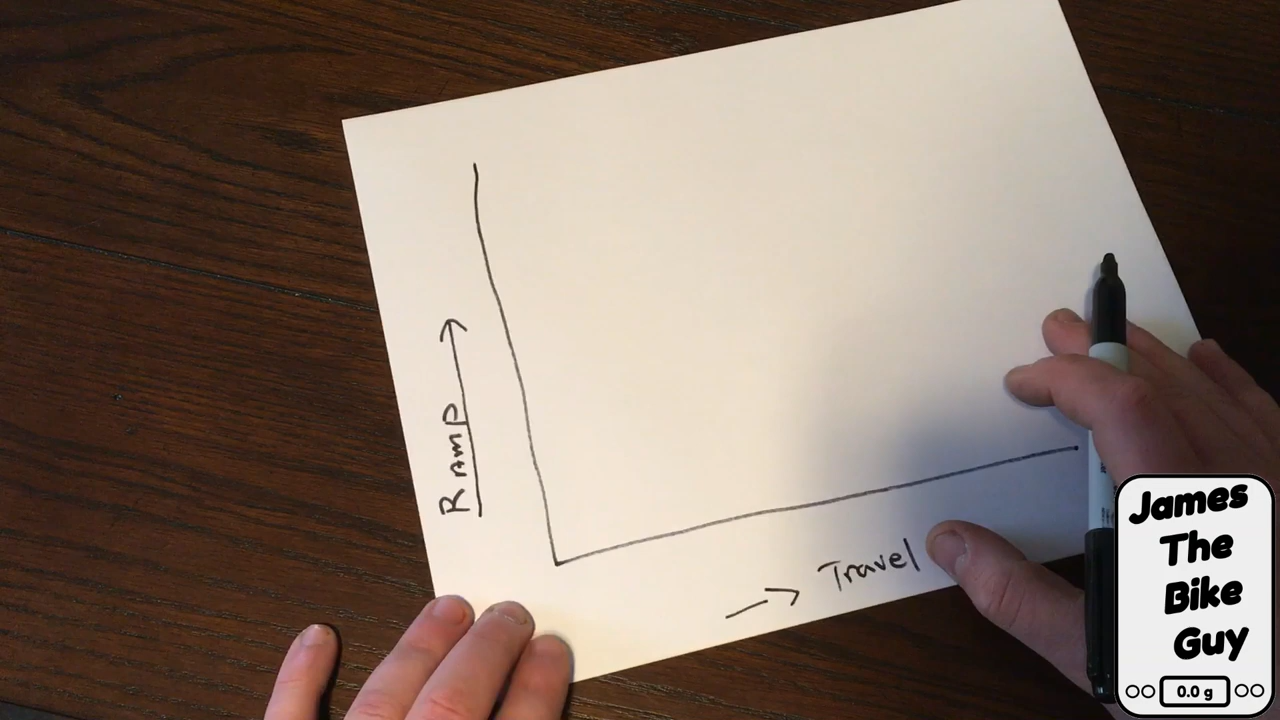 Ramp →
→ Travel
James
The
Bike
Guy
0.0 g